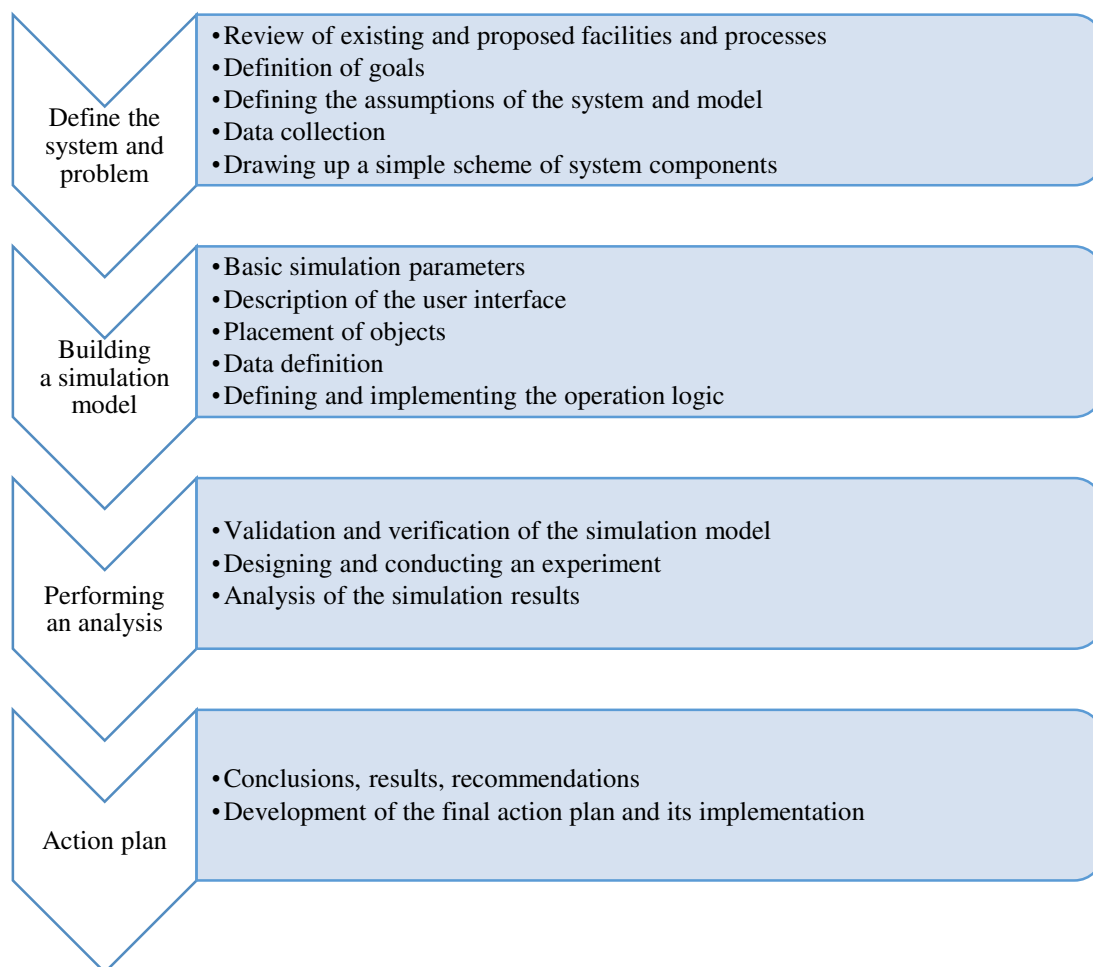 Define the
system and
problem
•Review of existing and proposed facilities and processes
•Definition of goals
•Defining the assumptions of the system and model
•Data collection
•Drawing up a simple scheme of system components
Building
a simulation
model
•Basic simulation parameters
•Description of the user interface
•Placement of objects
•Data definition
•Defining and implementing the operation logic
Performing
an analysis
•Validation and verification of the simulation model
•Designing and conducting an experiment
•Analysis of the simulation results
Action plan
•Conclusions, results, recommendations
•Development of the final action plan and its implementation